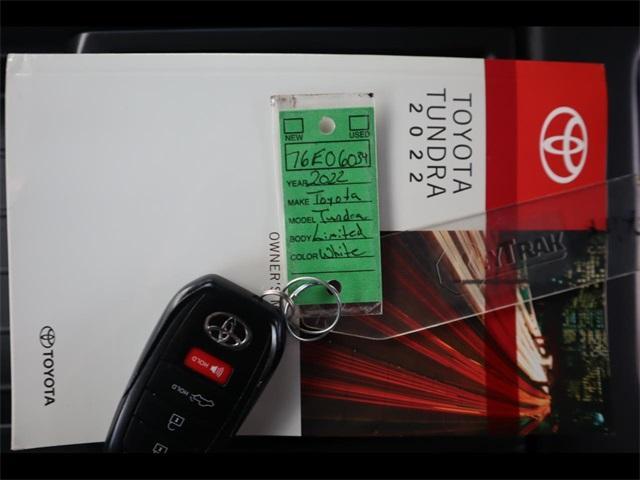 TOYOTA
TUNDRA
2022
OWNER'S
TOYOTA
NEW
USED
76E06034
YEAR 2022
MAKE Toyota
MODEL Tundra
BODY Limited
COLOR White
HOLD
HOLD